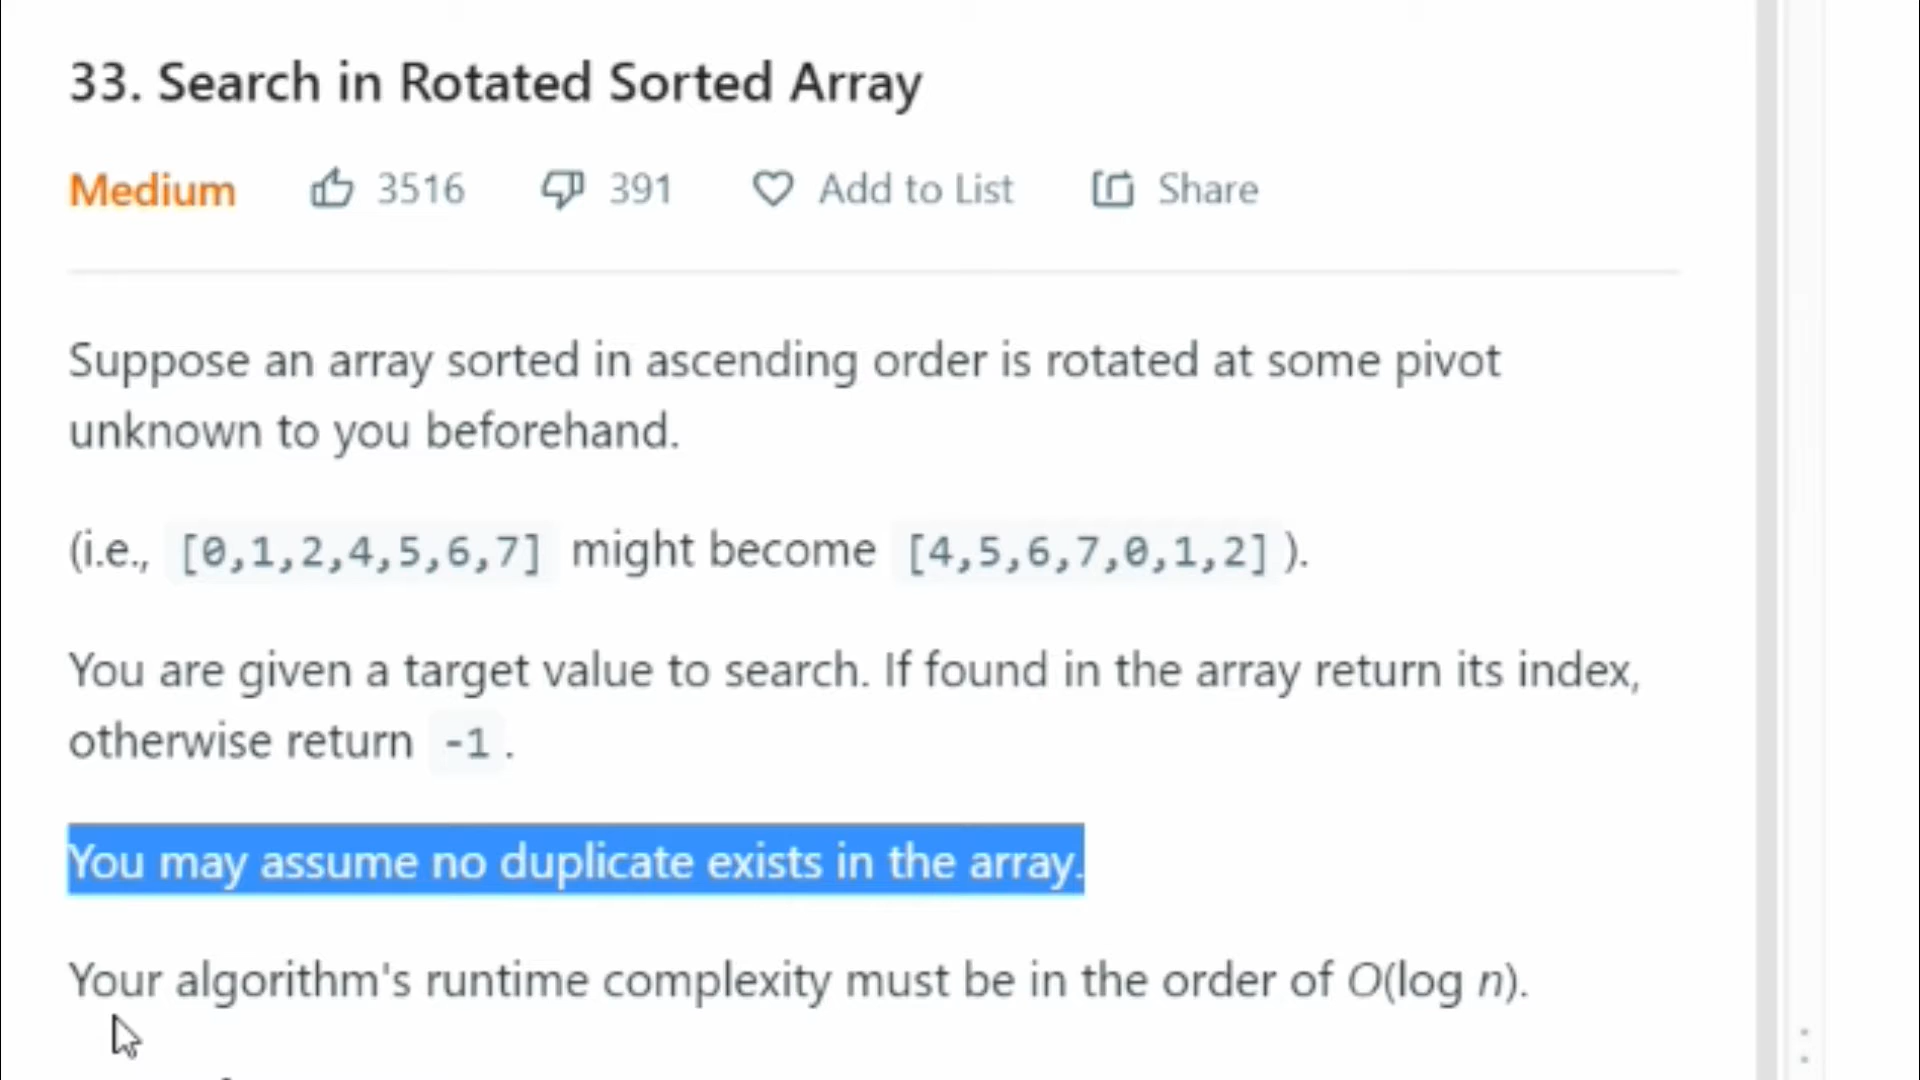 33. Search in Rotated Sorted Array
Medium 3516 391 Add to List Share
Suppose an array sorted in ascending order is rotated at some pivot
unknown to you beforehand.
(i.e., [0,1,2,4,5,6,7] might become [4,5,6,7,0,1,2]).
You are given a target value to search. If found in the array return its index,
otherwise return -1.
You may assume no duplicate exists in the array.
Your algorithm's runtime complexity must be in the order of O(log n).